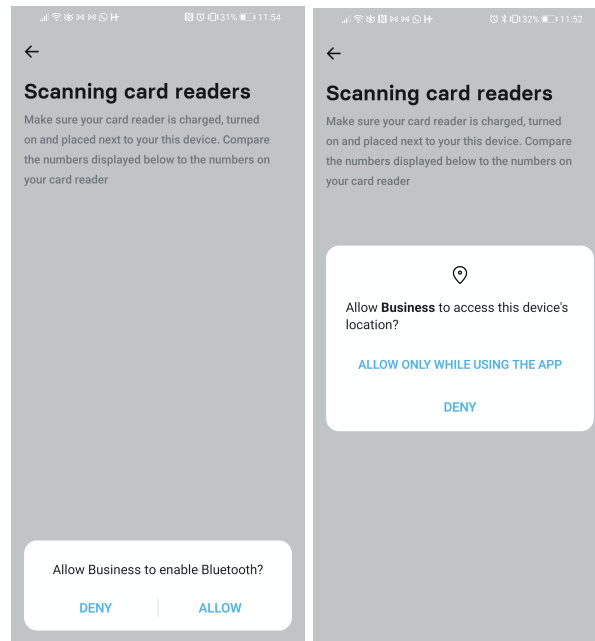 31% 11:54
Scanning card readers
Make sure your card reader is charged, turned
on and placed next to your this device. Compare
the numbers displayed below to the numbers on
your card reader
Allow Business to enable Bluetooth?
DENY ALLOW
32% 11:52
Scanning card readers
Make sure your card reader is charged, turned
on and placed next to your this device. Compare
the numbers displayed below to the numbers on
your card reader
Allow Business to access this device's
location?
ALLOW ONLY WHILE USING THE APP
DENY